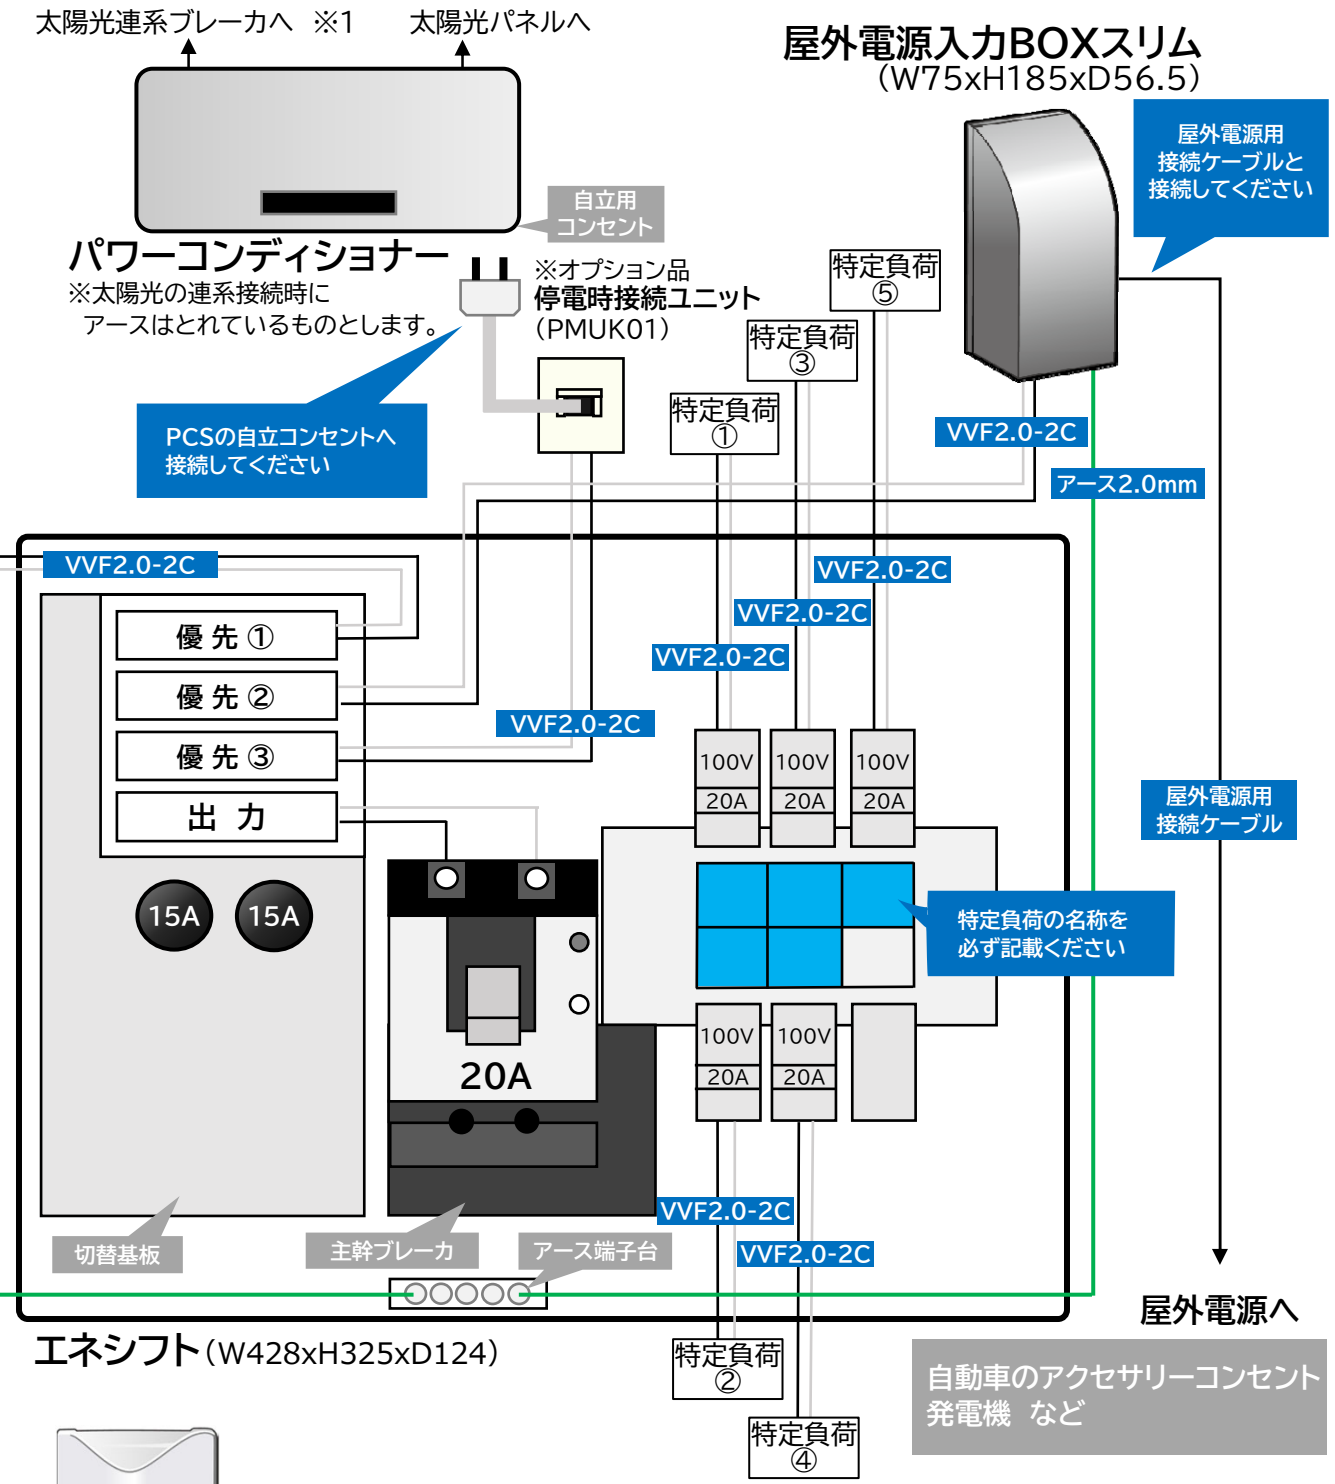 太陽光連系ブレーカへ ※1
太陽光パネルへ
屋外電源入力BOXスリム
（W75xH185xD56.5）
屋外電源用
接続ケーブルと
接続してください
自立用
コンセント
パワーコンディショナー
※太陽光の連系接続時に
アースはとれているものとします。
※オプション品
停電時接続ユニット
（PMUK01）
特定負荷
⑤
特定負荷
③
特定負荷
①
PCSの自立コンセントへ
接続してください
VVF2.0-2C
アース2.0mm
VVF2.0-2C
VVF2.0-2C
VVF2.0-2C
VVF2.0-2C
VVF2.0-2C
優先①
優先②
優先③
出力
100V
100V
100V
20A
20A
20A
屋外電源用
接続ケーブル
15A
15A
特定負荷の名称を
必ず記載ください
20A
100V
100V
20A
20A
VVF2.0-2C
VVF2.0-2C
切替基板
主幹ブレーカ
アース端子台
屋外電源へ
エネシフト（W428xH325xD124）
特定負荷
②
自動車のアクセサリーコンセント
発電機 など
特定負荷
④